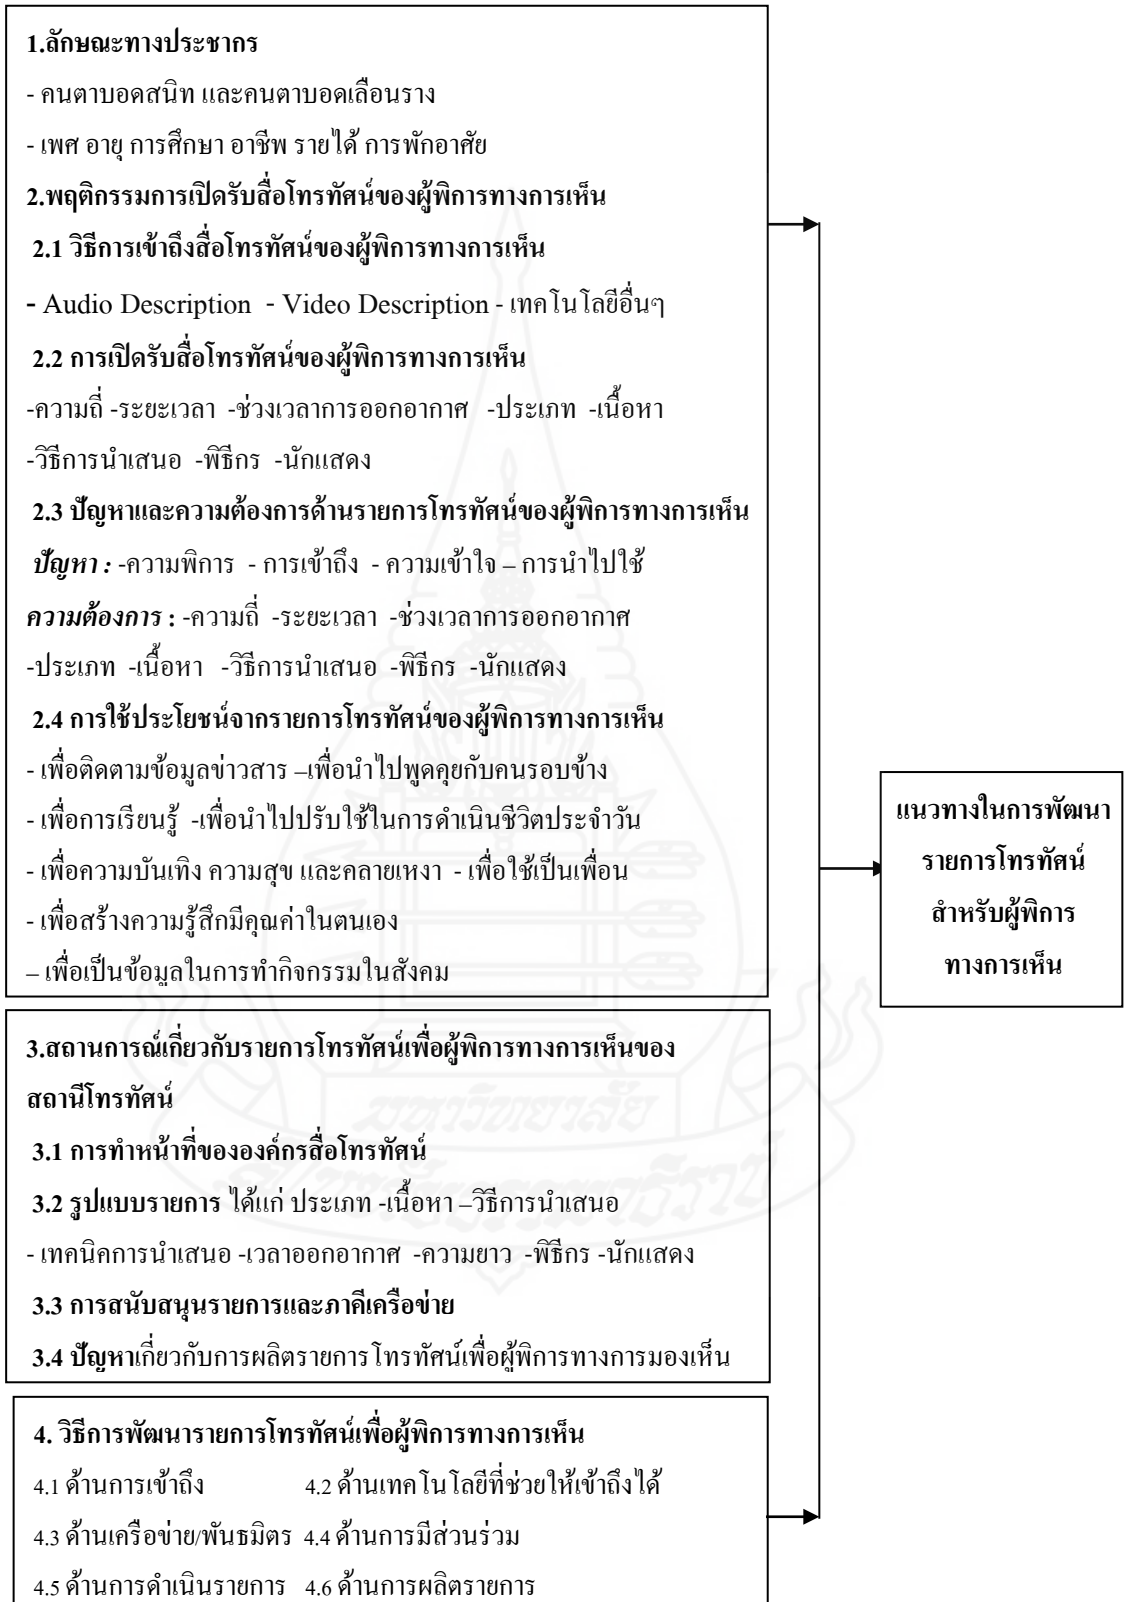 1.ลักษณะทางประชากร
- คนตาบอดสนิท และคนตาบอดเลือนราง
- เพศ อายุ การศึกษา อาชีพ รายได้ การพักอาศัย
2.พฤติกรรมการเปิดรับสื่อโทรทัศน์ของผู้พิการทางการเห็น
2.1 วิธีการเข้าถึงสื่อโทรทัศน์ของผู้พิการทางการเห็น
- Audio Description - Video Description - เทคโนโลยีอื่นๆ
2.2 การเปิดรับสื่อโทรทัศน์ของผู้พิการทางการเห็น
-ความถี่ -ระยะเวลา -ช่วงเวลาการออกอากาศ -ประเภท -เนื้อหา
-วิธีการนำเสนอ -พิธีกร -นักแสดง
2.3 ปัญหาและความต้องการด้านรายการโทรทัศน์ของผู้พิการทางการเห็น
ปัญหา : -ความพิการ - การเข้าถึง - ความเข้าใจ – การนำไปใช้
ความต้องการ : -ความถี่ -ระยะเวลา -ช่วงเวลาการออกอากาศ
-ประเภท -เนื้อหา -วิธีการนำเสนอ -พิธีกร -นักแสดง
2.4 การใช้ประโยชน์จากรายการโทรทัศน์ของผู้พิการทางการเห็น
- เพื่อติดตามข้อมูลข่าวสาร –เพื่อนำไปพูดคุยกับคนรอบข้าง
- เพื่อการเรียนรู้ -เพื่อนำไปปรับใช้ในการดำเนินชีวิตประจำวัน
- เพื่อความบันเทิง ความสุข และคลายเหงา - เพื่อใช้เป็นเพื่อน
- เพื่อสร้างความรู้สึกมีคุณค่าในตนเอง
– เพื่อเป็นข้อมูลในการทำกิจกรรมในสังคม
3.สถานการณ์เกี่ยวกับรายการโทรทัศน์เพื่อผู้พิการทางการเห็นของ
สถานีโทรทัศน์
3.1 การทำหน้าที่ขององค์กรสื่อโทรทัศน์
3.2 รูปแบบรายการ ได้แก่ ประเภท -เนื้อหา –วิธีการนำเสนอ
- เทคนิคการนำเสนอ -เวลาออกอากาศ -ความยาว -พิธีกร -นักแสดง
3.3 การสนับสนุนรายการและภาคีเครือข่าย
3.4 ปัญหาเกี่ยวกับการผลิตรายการโทรทัศน์เพื่อผู้พิการทางการมองเห็น
4. วิธีการพัฒนารายการโทรทัศน์เพื่อผู้พิการทางการเห็น
4.1 ด้านการเข้าถึง 4.2 ด้านเทคโนโลยีที่ช่วยให้เข้าถึงได้
4.3 ด้านเครือข่าย/พันธมิตร 4.4 ด้านการมีส่วนร่วม
4.5 ด้านการดำเนินรายการ 4.6 ด้านการผลิตรายการ
แนวทางในการพัฒนา
รายการโทรทัศน์
สำหรับผู้พิการ
ทางการเห็น
มหาวิทยาลัย
สุโขทัยธรรมาธิราช